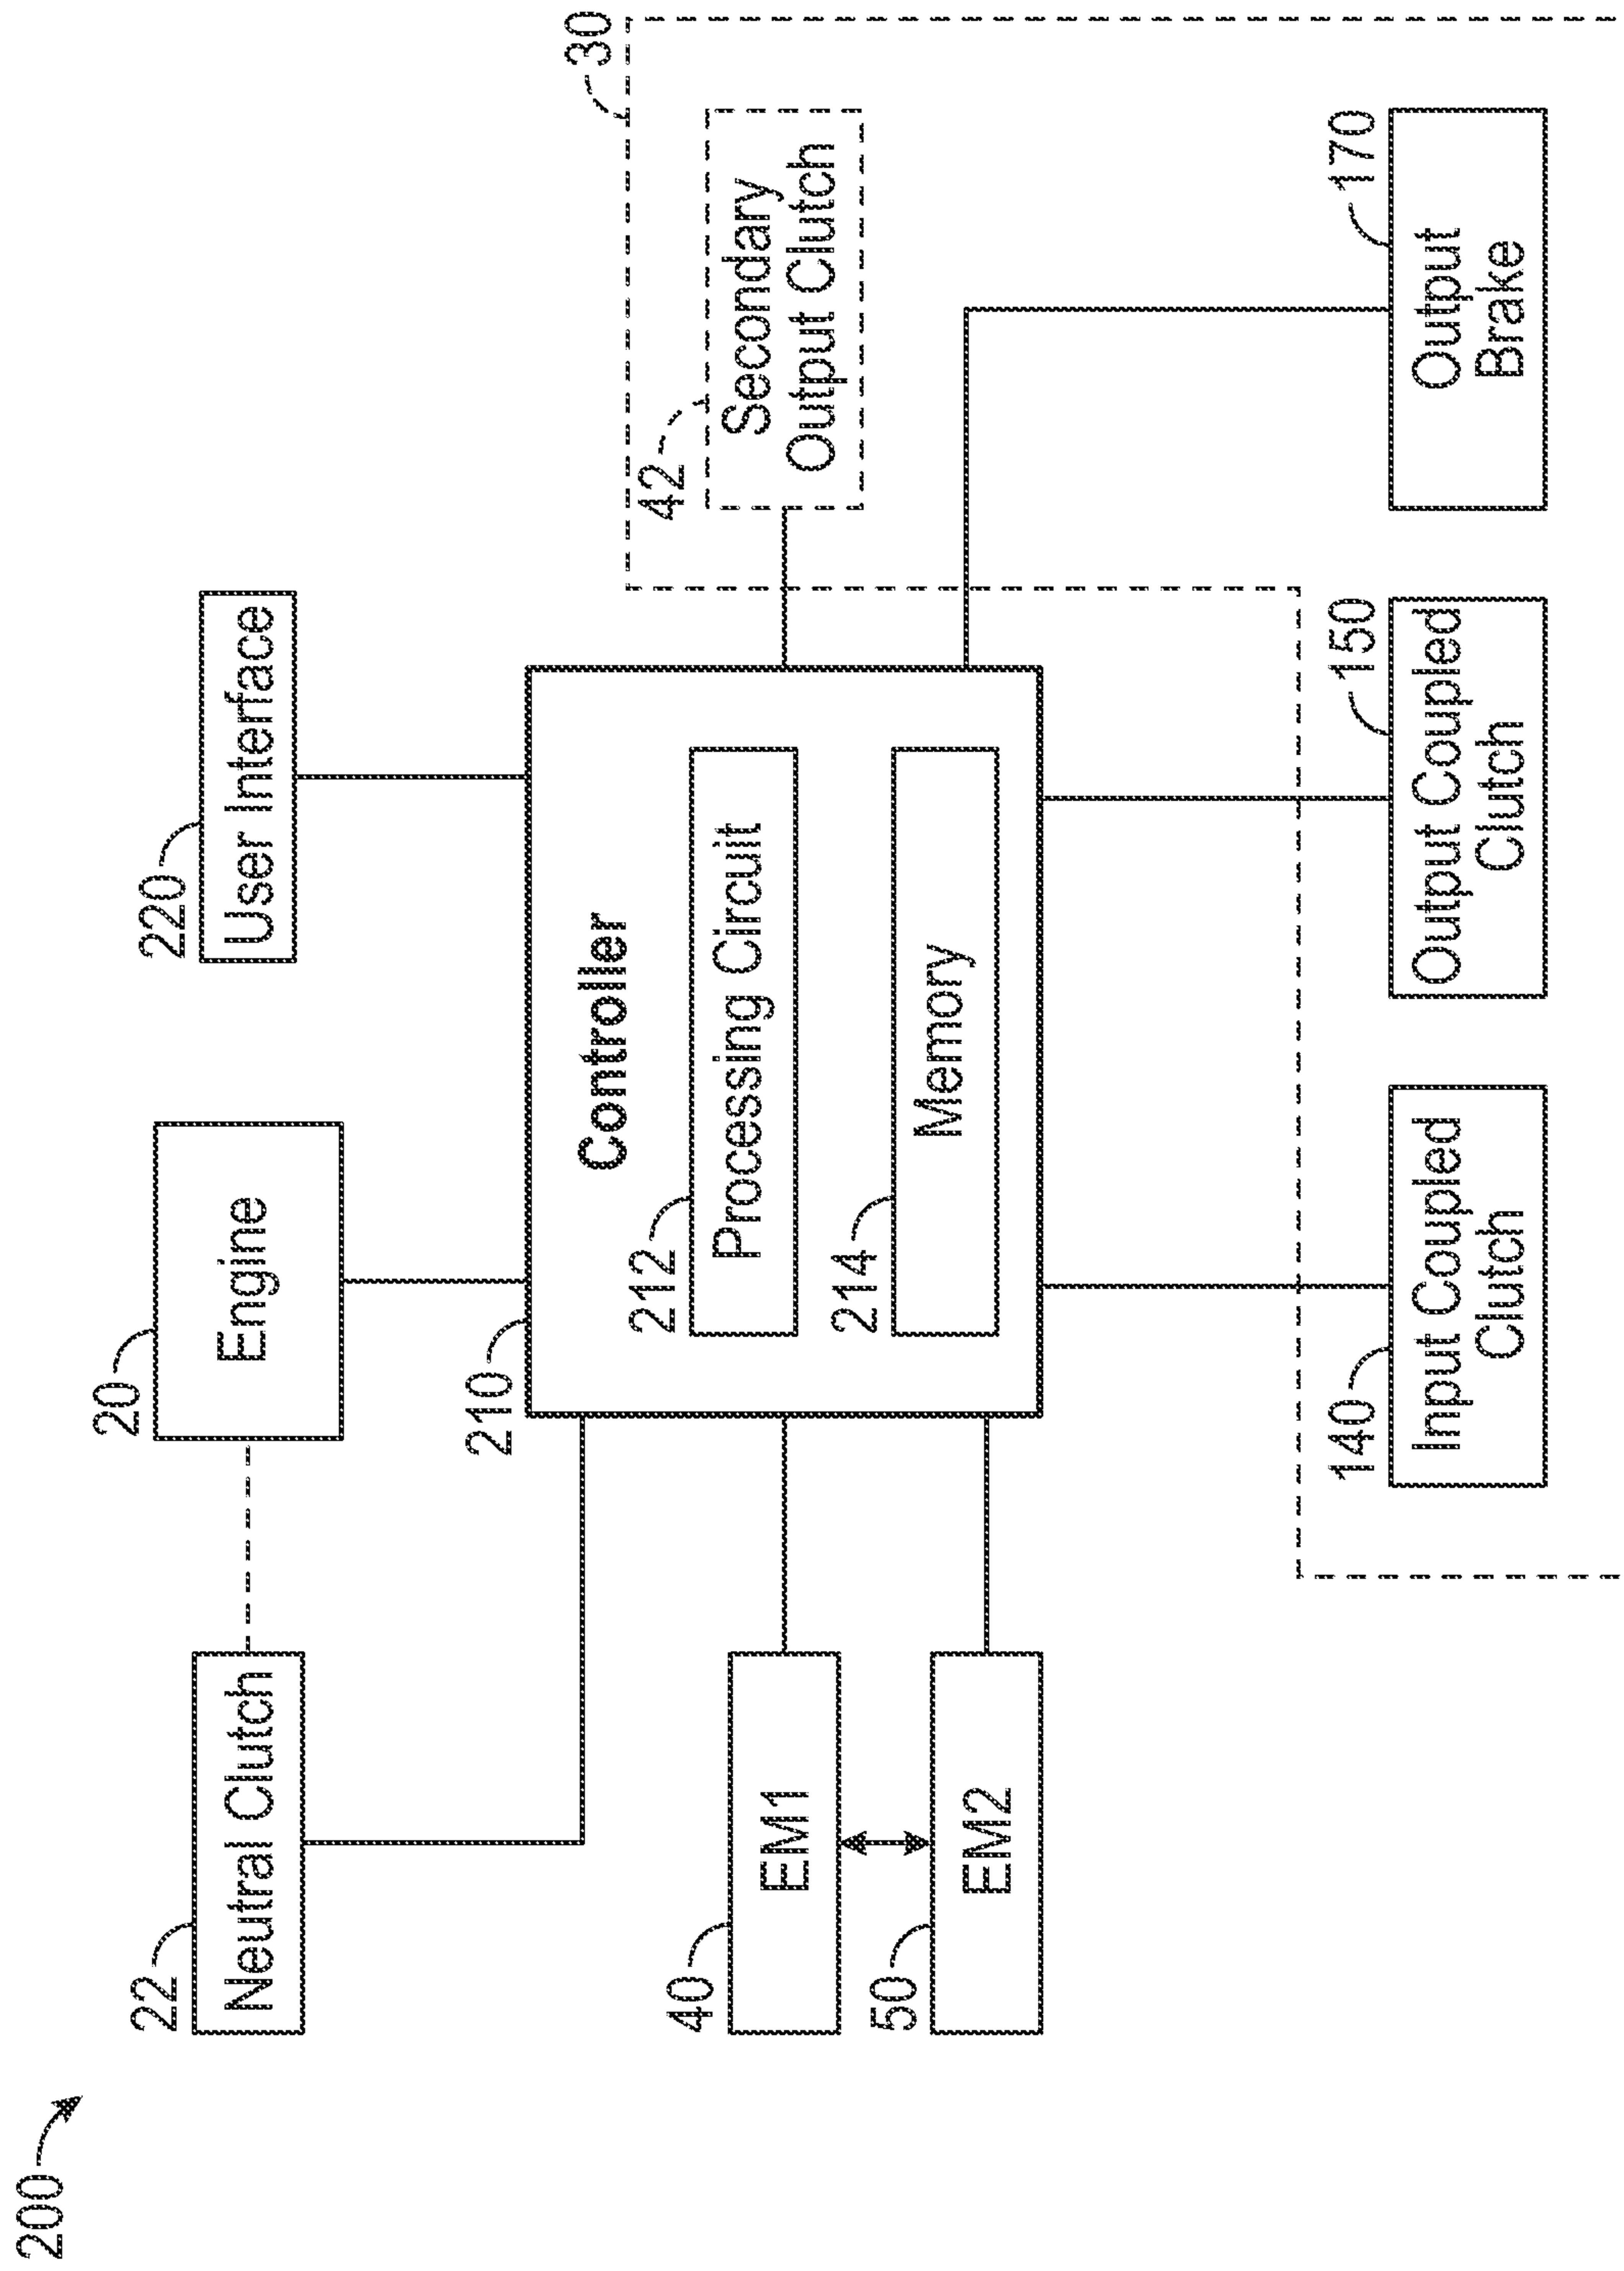 200
22
Neutral Clutch
20
Engine
220
User Interface
30
210
Controller
212
Processing Circuit
214
Memory
40
EM1
50
EM2
42
Secondary
Output Clutch
140
Input Coupled
Clutch
150
Output Coupled
Clutch
170
Output
Brake